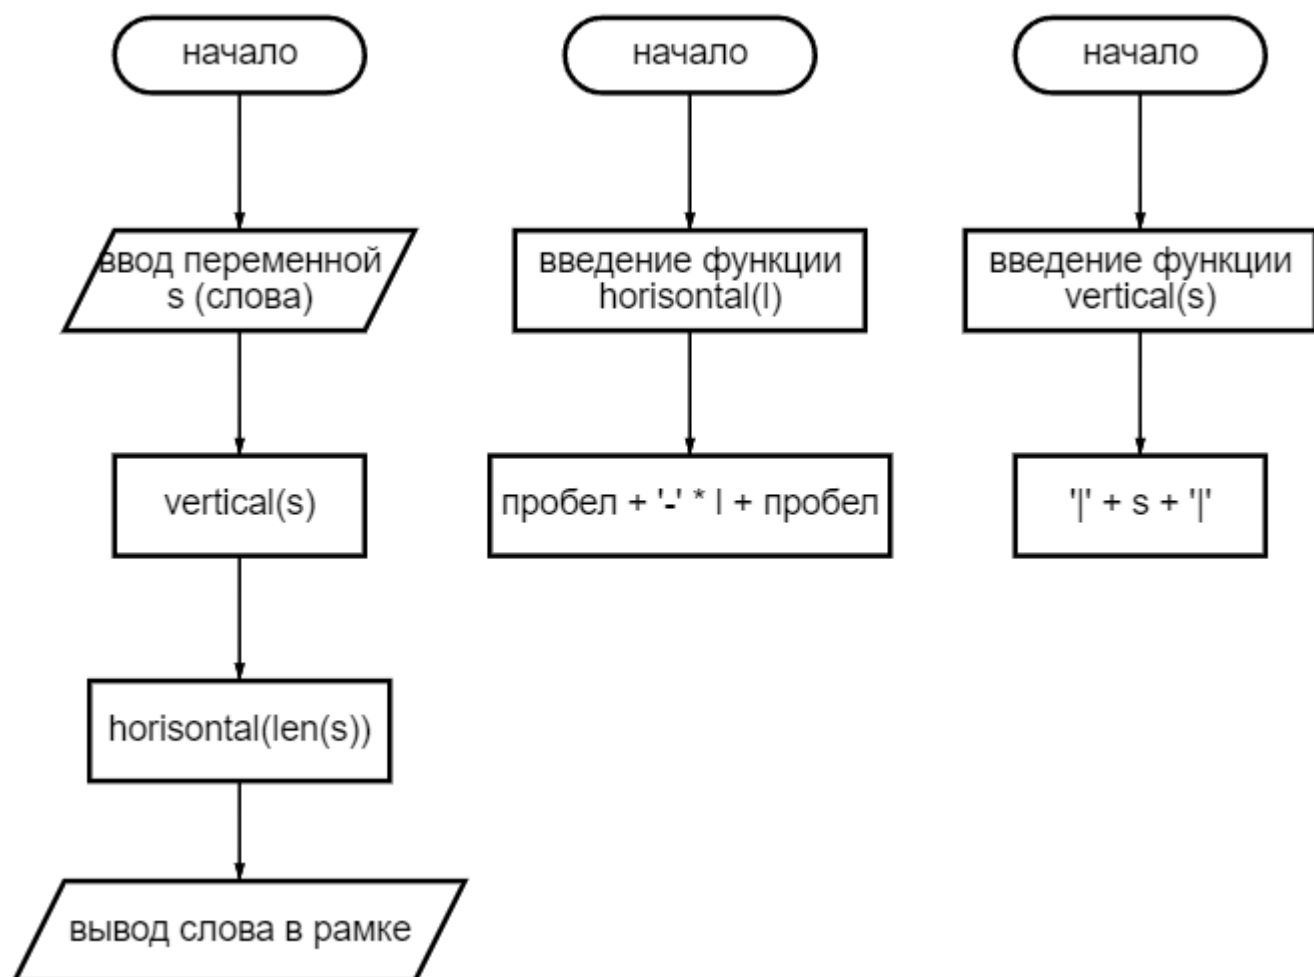 начало
ввод переменной
s (слова)
vertical(s)
horisontal(len(s))
вывод слова в рамке
начало
введение функции
horisontal(l)
пробел + '-' * l + пробел
начало
введение функции
vertical(s)
'|' + s + '|'